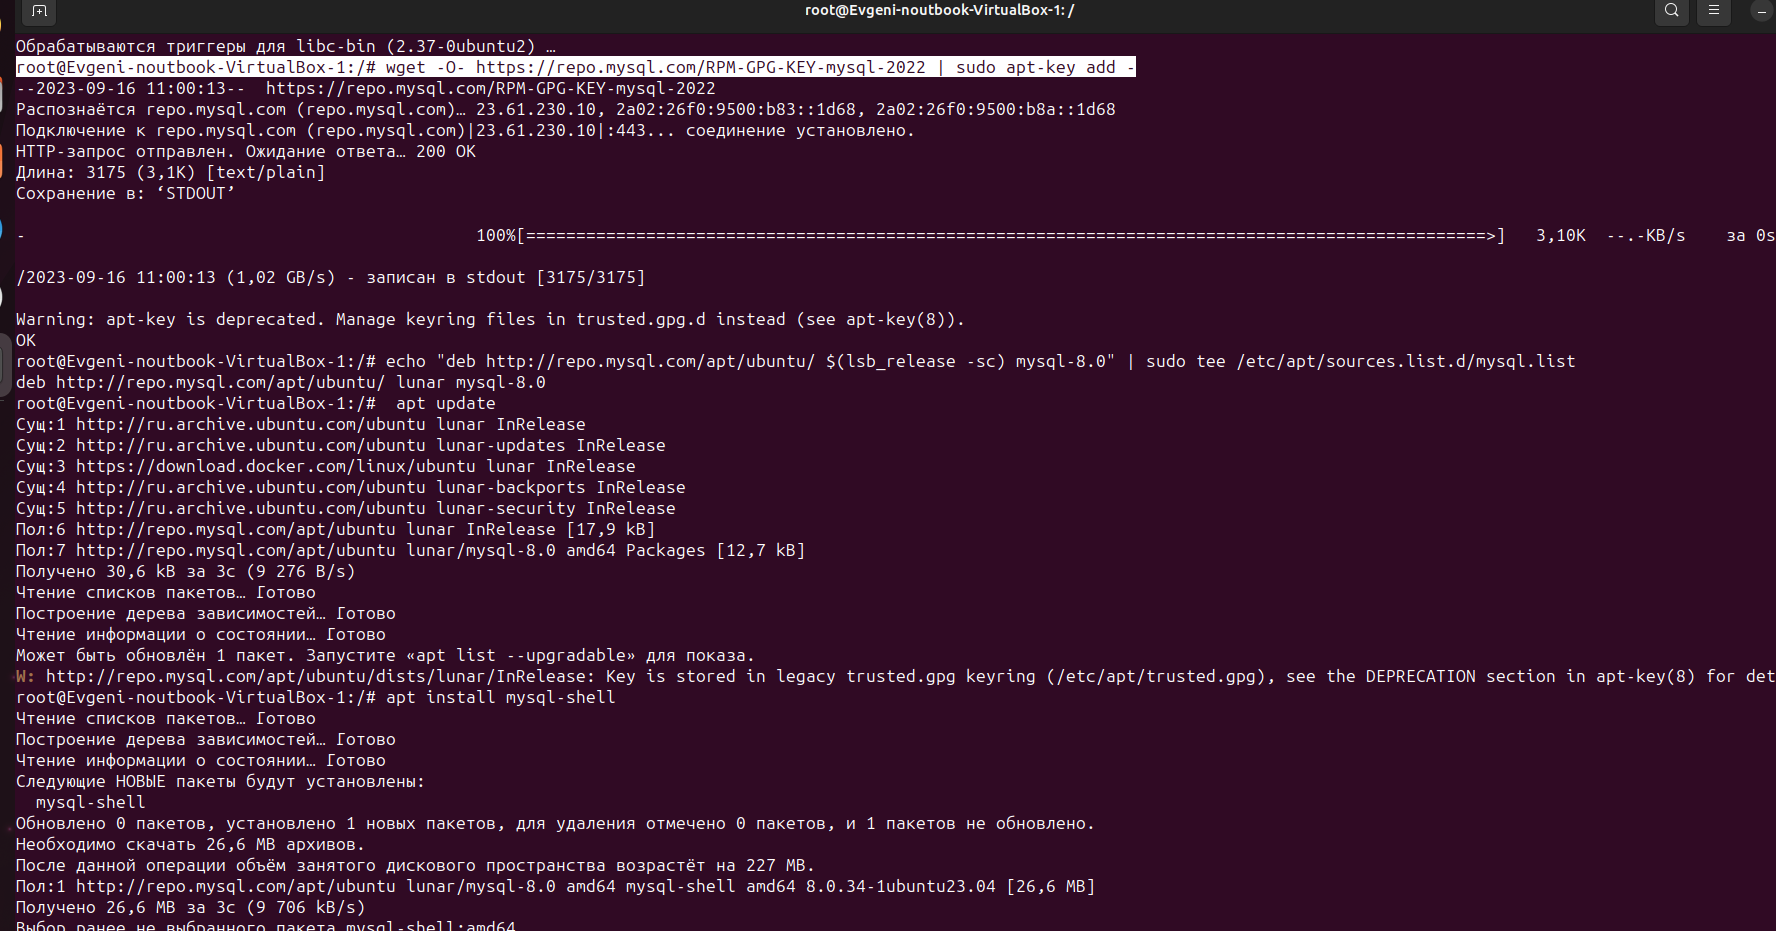 root@Evgeni-noutbook-VirtualBox-1: /
Обрабатываются триггеры для libc-bin (2.37-0ubuntu2) …
root@Evgeni-noutbook-VirtualBox-1:/# wget -O- https://repo.mysql.com/RPM-GPG-KEY-mysql-2022 | sudo apt-key add -
--2023-09-16 11:00:13--  https://repo.mysql.com/RPM-GPG-KEY-mysql-2022
Распознаётся repo.mysql.com (repo.mysql.com)… 23.61.230.10, 2a02:26f0:9500:b83::1d68, 2a02:26f0:9500:b8a::1d68
Подключение к repo.mysql.com (repo.mysql.com)|23.61.230.10|:443... соединение установлено.
HTTP-запрос отправлен. Ожидание ответа… 200 OK
Длина: 3175 (3,1K) [text/plain]
Сохранение в: ‘STDOUT’
-                                              100%[================================================================================================>]   3,10K  --.-KB/s    за 0s
/2023-09-16 11:00:13 (1,02 GB/s) - записан в stdout [3175/3175]
Warning: apt-key is deprecated. Manage keyring files in trusted.gpg.d instead (see apt-key(8)).
OK
root@Evgeni-noutbook-VirtualBox-1:/# echo "deb http://repo.mysql.com/apt/ubuntu/ $(lsb_release -sc) mysql-8.0" | sudo tee /etc/apt/sources.list.d/mysql.list
deb http://repo.mysql.com/apt/ubuntu/ lunar mysql-8.0
root@Evgeni-noutbook-VirtualBox-1:/#  apt update
Сущ:1 http://ru.archive.ubuntu.com/ubuntu lunar InRelease
Сущ:2 http://ru.archive.ubuntu.com/ubuntu lunar-updates InRelease
Сущ:3 https://download.docker.com/linux/ubuntu lunar InRelease
Сущ:4 http://ru.archive.ubuntu.com/ubuntu lunar-backports InRelease
Сущ:5 http://ru.archive.ubuntu.com/ubuntu lunar-security InRelease
Пол:6 http://repo.mysql.com/apt/ubuntu lunar InRelease [17,9 kB]
Пол:7 http://repo.mysql.com/apt/ubuntu lunar/mysql-8.0 amd64 Packages [12,7 kB]
Получено 30,6 kB за 3с (9 276 B/s)
Чтение списков пакетов… Готово
Построение дерева зависимостей… Готово
Чтение информации о состоянии… Готово
Может быть обновлён 1 пакет. Запустите «apt list --upgradable» для показа.
W: http://repo.mysql.com/apt/ubuntu/dists/lunar/InRelease: Key is stored in legacy trusted.gpg keyring (/etc/apt/trusted.gpg), see the DEPRECATION section in apt-key(8) for det
root@Evgeni-noutbook-VirtualBox-1:/# apt install mysql-shell
Чтение списков пакетов… Готово
Построение дерева зависимостей… Готово
Чтение информации о состоянии… Готово
Следующие НОВЫЕ пакеты будут установлены:
  mysql-shell
Обновлено 0 пакетов, установлено 1 новых пакетов, для удаления отмечено 0 пакетов, и 1 пакетов не обновлено.
Необходимо скачать 26,6 MB архивов.
После данной операции объём занятого дискового пространства возрастёт на 227 MB.
Пол:1 http://repo.mysql.com/apt/ubuntu lunar/mysql-8.0 amd64 mysql-shell amd64 8.0.34-1ubuntu23.04 [26,6 MB]
Получено 26,6 MB за 3с (9 706 kB/s)
Выбор ранее не выбранного пакета mysql-shell:amd64